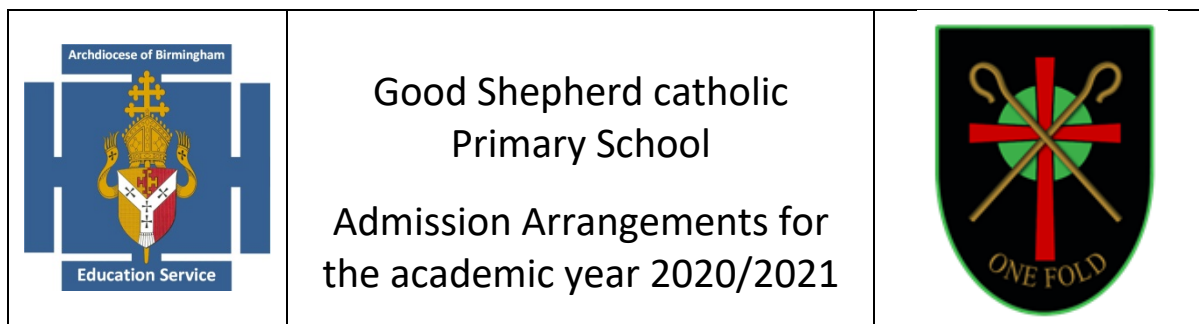 Archdiocese of Birmingham
Education Service
Good Shepherd catholic
Primary School
Admission Arrangements for
the academic year 2020/2021
ONE FOLD